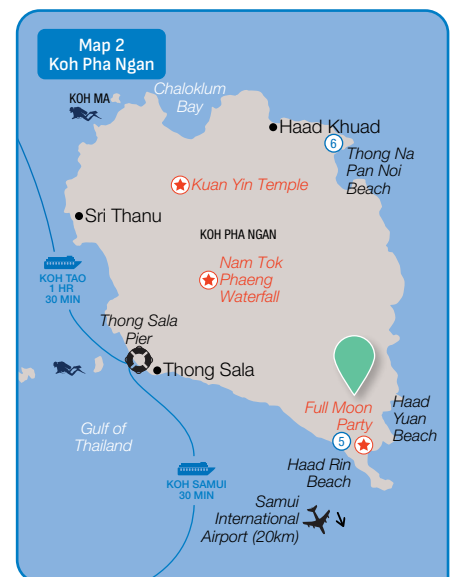 Map 2
Koh Pha Ngan
Chaloklum
Bay
KOH MA
Haad Khuad
6
Thong Na
Pan Noi
Beach
Kuan Yin Temple
Sri Thanu
KOH PHA NGAN
Nam Tok
Phaeng
Waterfall
KOH TAO
1 HR
30 MIN
Thong Sala
Pier
Thong Sala
Full Moon
Party
Haad
Yuan
Beach
5
Gulf of
Thailand
Haad Rin
Beach
KOH SAMUI
30 MIN
Samui
International
Airport (20km)